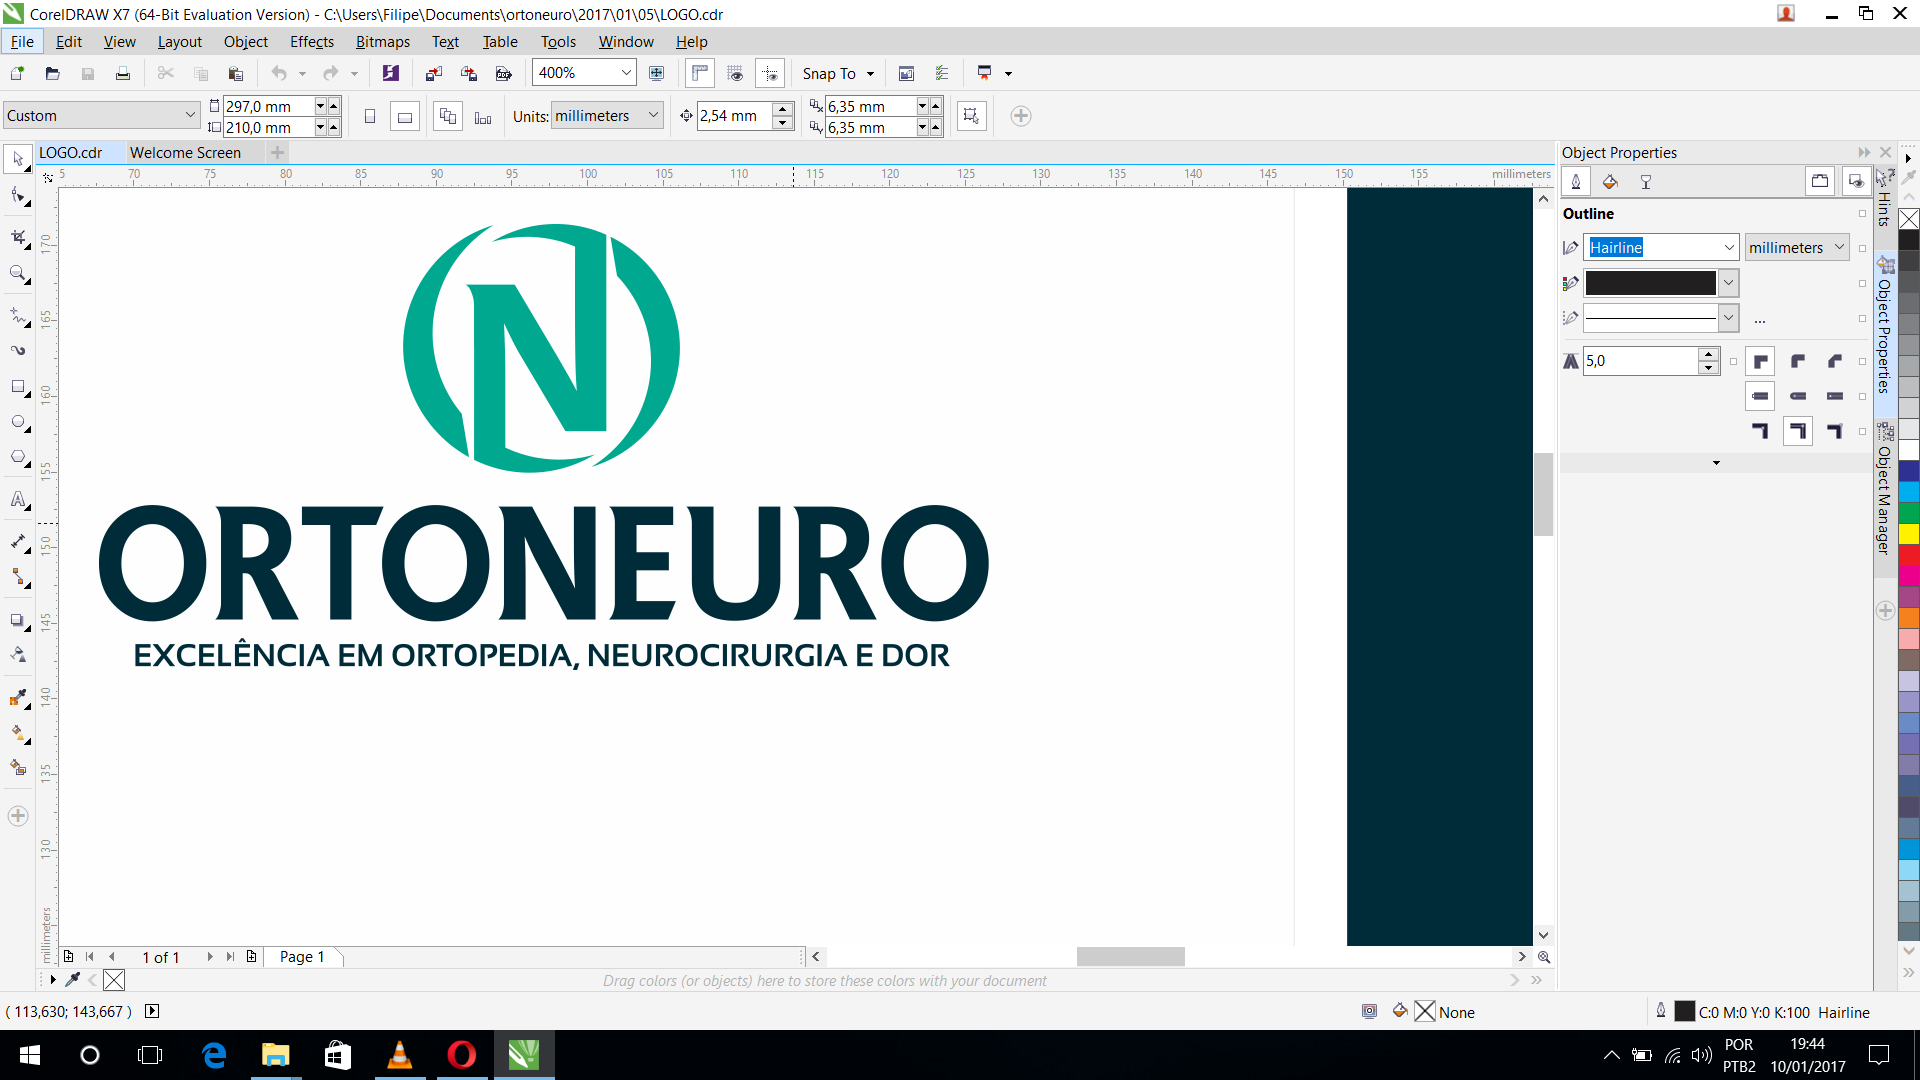 CorelDRAW X7 (64-Bit Evaluation Version) - C:\Users\Filipe\Documents\ortoneuro\2017\01\05\LOGO.cdr
File Edit View Layout Object Effects Bitmaps Text Table Tools Window Help
400% Snap To
Custom 297,0 mm 210,0 mm Units: millimeters 2,54 mm 6,35 mm 6,35 mm
LOGO.cdr Welcome Screen
5 70 75 80 85 90 95 100 105 110 115 120 125 130 135 140 145 150 155 millimeters
170
165
160
155
150
145
140
135
130
millimeters
N
ORTONEURO
EXCELÊNCIA EM ORTOPEDIA, NEUROCIRURGIA E DOR
Object Properties
Outline
Hairline millimeters
...
5,0
Hints
Object Properties
Object Manager
1 of 1 Page 1
Drag colors (or objects) here to store these colors with your document
( 113,630; 143,667 ) None C:0 M:0 Y:0 K:100 Hairline
POR
PTB2
19:44
10/01/2017